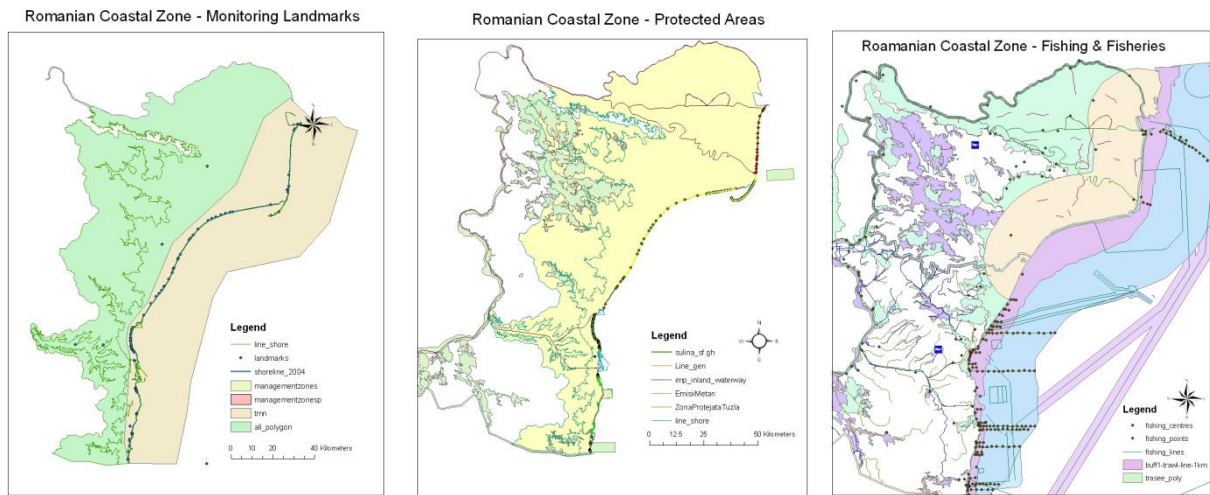 Romanian Coastal Zone - Monitoring Landmarks
Legend
line_shore
landmarks
shoreline_2004
managementzones
managementzonesp
tmn
all_polygon
0 10 20 40 Kilometers
Romanian Coastal Zone - Protected Areas
N
W E
S
Legend
sulina_sf.gh
Line_gen
imp_inland_waterway
EmisiiMetan
ZonaProtejataTuzla
line_shore
0 12.5 25 50 Kilometers
Roamanian Coastal Zone - Fishing & Fisheries
Legend
fishing_centres
fishing_points
fishing_lines
buff1-trawl-line-1km
trasee_poly